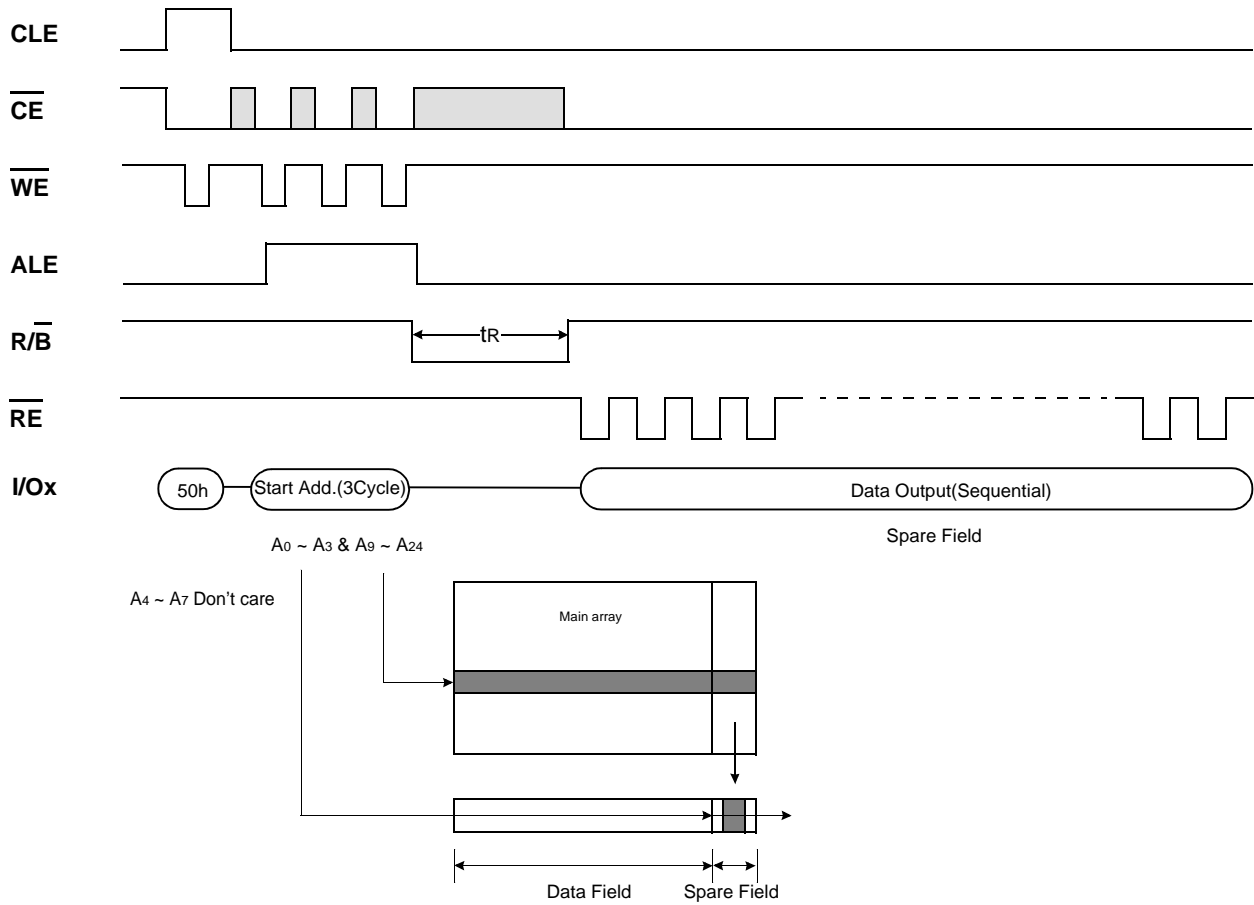 CLE
CE
WE
ALE
R/B
tR
RE
I/Ox
50h
Start Add.(3Cycle)
Data Output(Sequential)
A0 ~ A3 & A9 ~ A24
Spare Field
A4 ~ A7 Don't care
Main array
Data Field
Spare Field